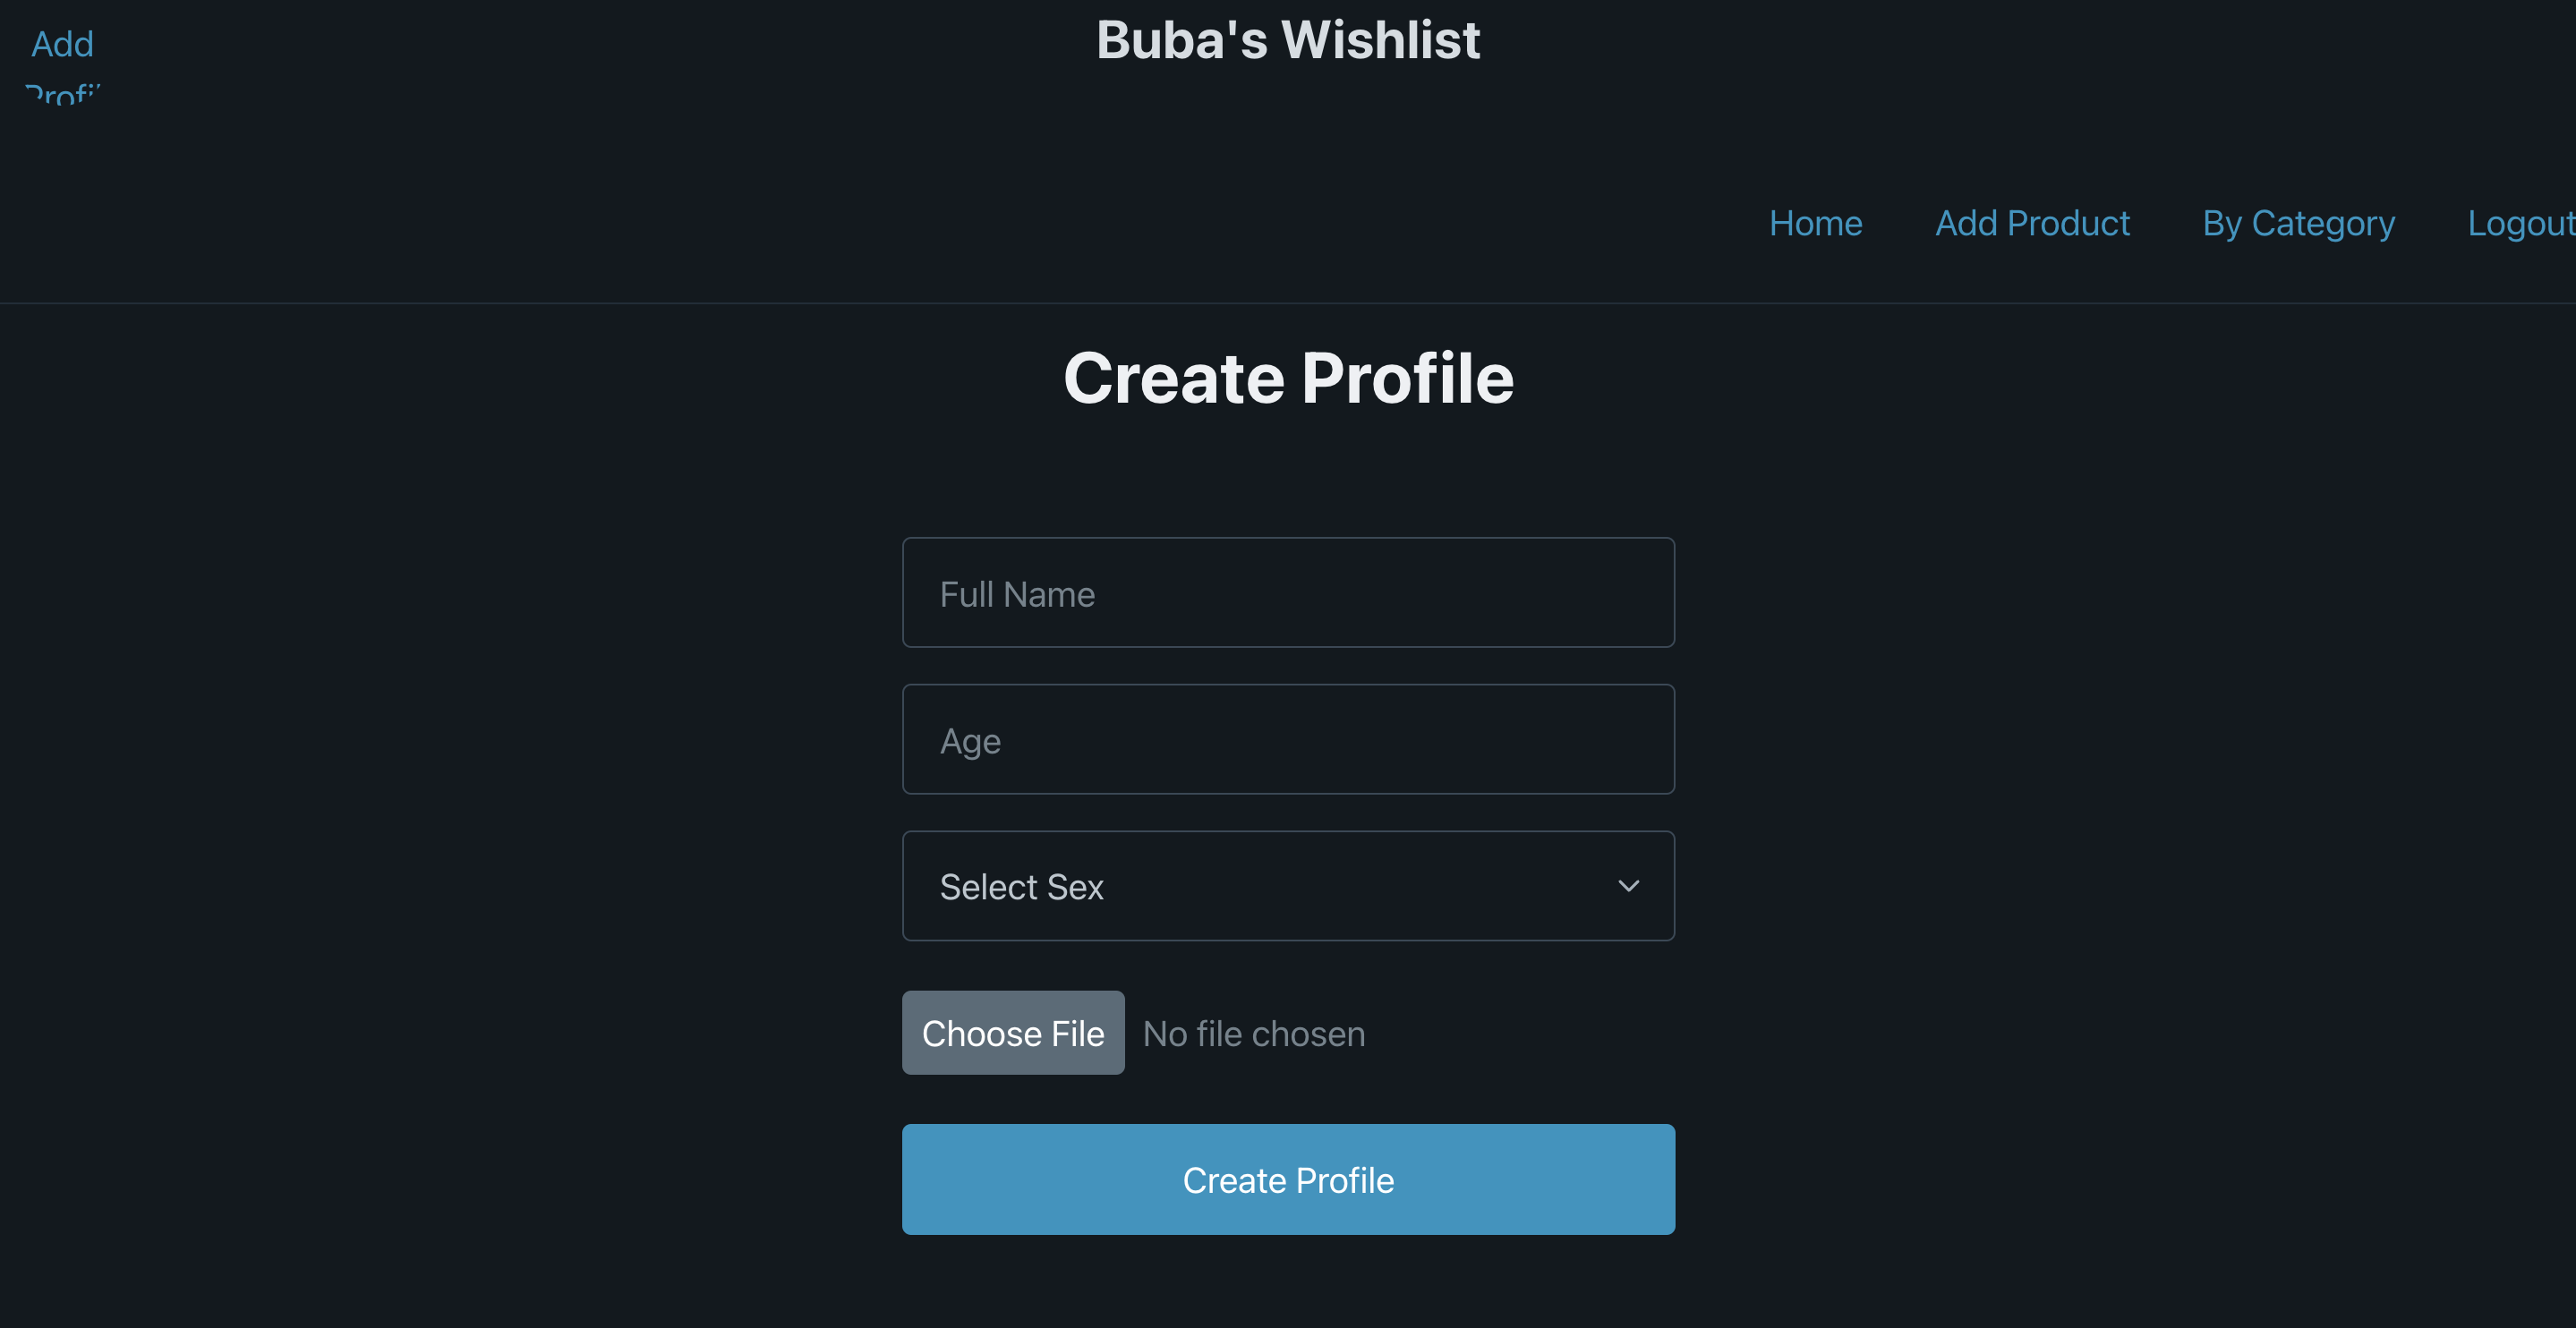 Add
Profil
Buba's Wishlist
Home Add Product By Category Logout
Create Profile
Full Name
Age
Select Sex
Choose File No file chosen
Create Profile